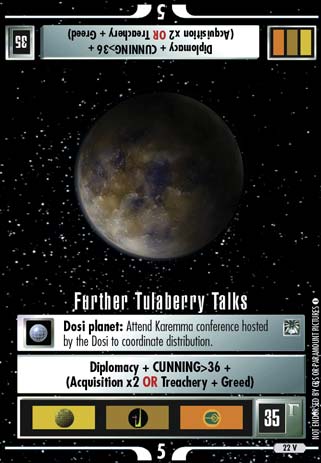 5
Diplomacy + CUNNING>36 +
(Acquisition x2 OR Treachery + Greed)
35
Further Tulaberry Talks
Dosi planet: Attend Karemma conference hosted
by the Dosi to coordinate distribution.
Diplomacy + CUNNING>36 +
(Acquisition x2 OR Treachery + Greed)
35 Γ
5
22 V
NOT ENDORSED BY CBS OR PARAMOUNT PICTURES